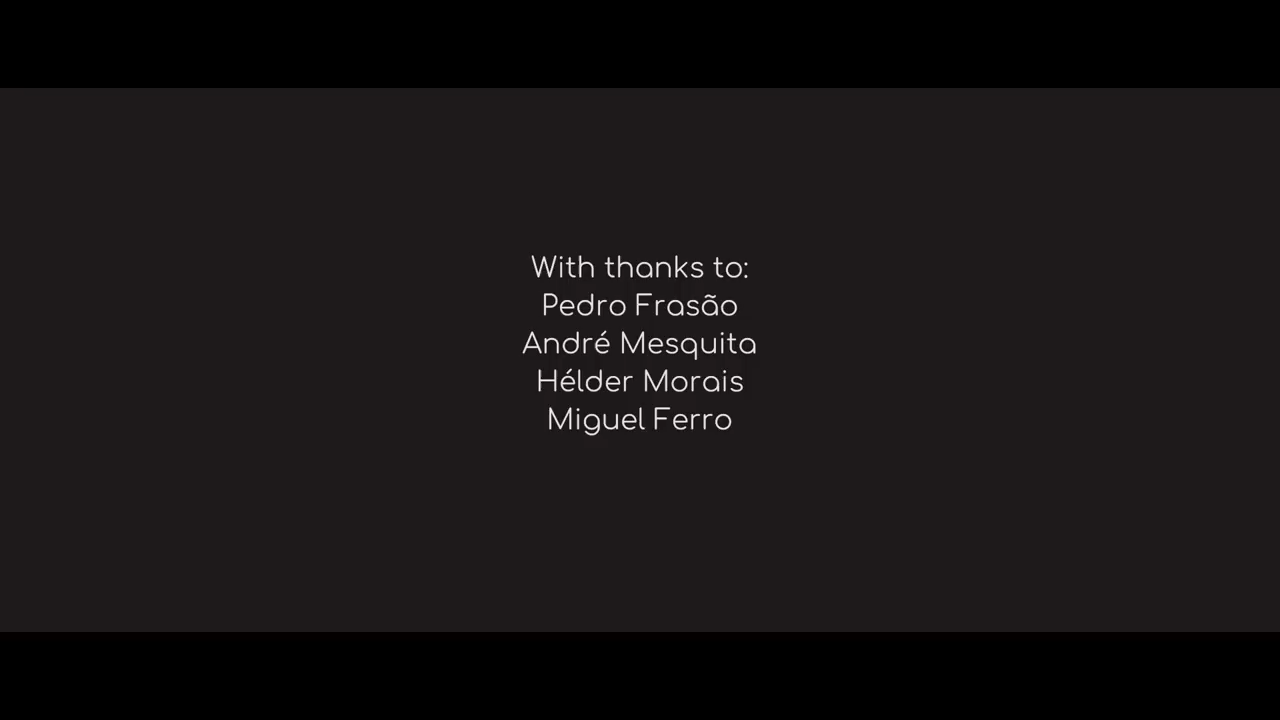 With thanks to:
Pedro Frasão
André Mesquita
Hélder Morais
Miguel Ferro